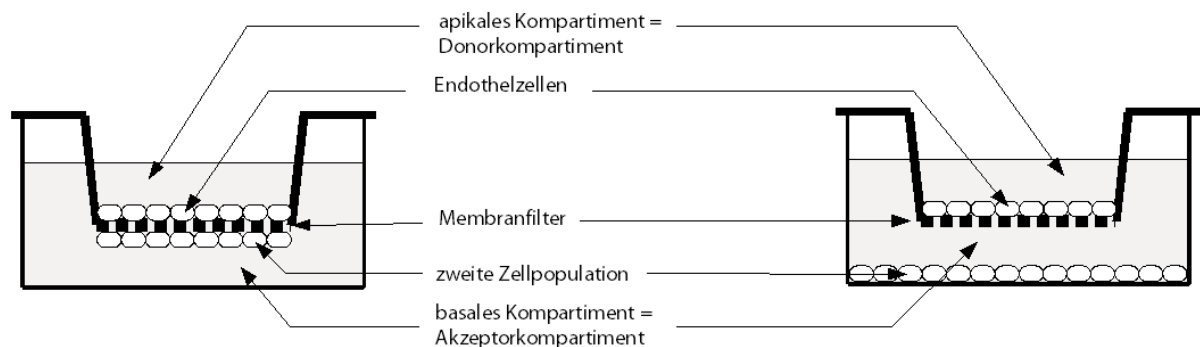 apikales Kompartiment =
Donorkompartiment
Endothelzellen
Membranfilter
zweite Zellpopulation
basales Kompartiment =
Akzeptorkompartiment